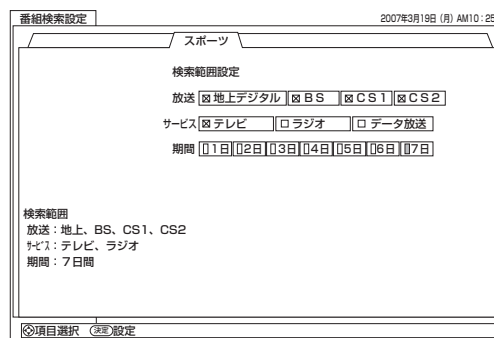 番組検索設定 2007年3月19日 (月) AM10:25
スポーツ
検索範囲設定
放送 地上デジタル BS CS1 CS2
サービス テレビ ラジオ データ放送
期間 1日 2日 3日 4日 5日 6日 7日
検索範囲
放送：地上、BS、CS1、CS2
ｻｰﾋﾞｽ：テレビ、ラジオ
期間：７日間
項目選択 決定 設定